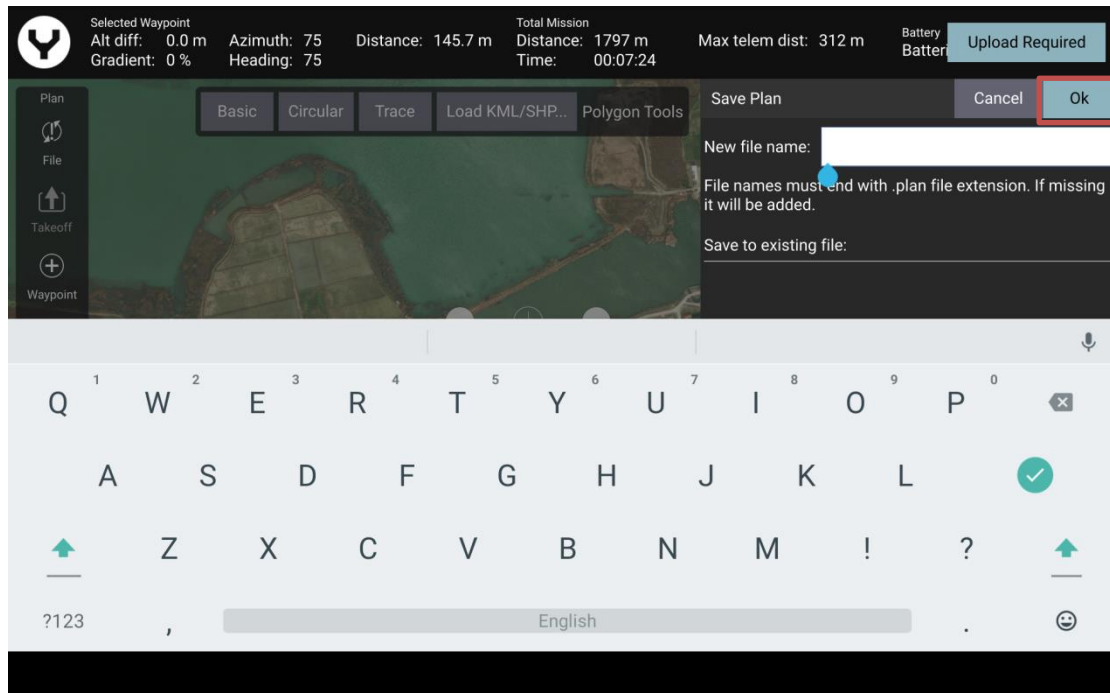 Selected Waypoint
Alt diff: 0.0 m Azimuth: 75 Distance: 145.7 m
Gradient: 0 % Heading: 75
Total Mission
Distance: 1797 m Max telem dist: 312 m
Time: 00:07:24
Battery
Batteri
Upload Required
Plan
File
Takeoff
Waypoint
Basic Circular Trace Load KML/SHP... Polygon Tools
Save Plan Cancel Ok
New file name:
File names must end with .plan file extension. If missing
it will be added.
Save to existing file:
1 2 3 4 5 6 7 8 9 0
Q W E R T Y U I O P
A S D F G H J K L
Z X C V B N M ! ?
?123 , English .